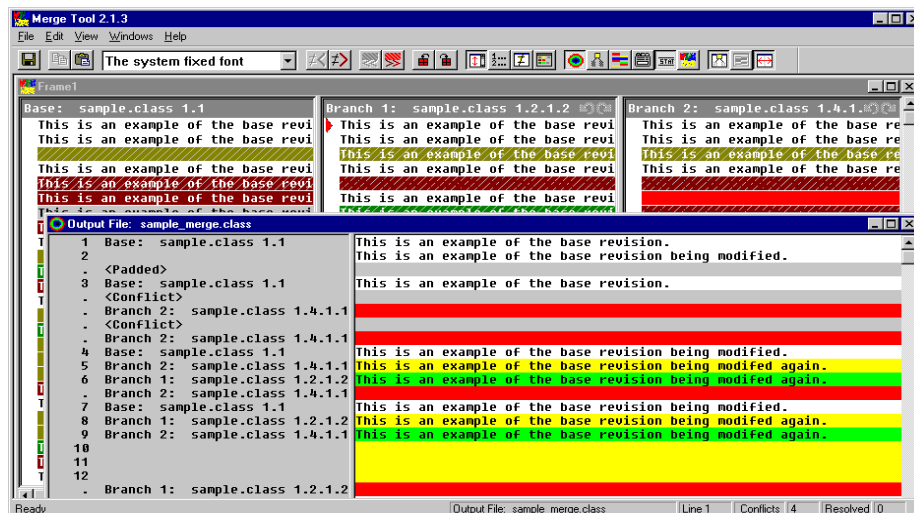 Merge Tool 2.1.3
File Edit View Windows Help
The system fixed font
Frame1
Base: sample.class 1.1
This is an example of the base revi
This is an example of the base revi
This is an example of the base revi
This is an example of the base revi
This is an example of the base revi
Branch 1: sample.class 1.2.1.2
This is an example of the base revi
This is an example of the base revi
This is an example of the base revi
This is an example of the base revi
This is an example of the base revi
Branch 2: sample.class 1.4.1.
This is an example of the base re
This is an example of the base re
This is an example of the base re
This is an example of the base re
Output File: sample_merge.class
1 Base: sample.class 1.1 This is an example of the base revision.
2 This is an example of the base revision being modified.
. <Padded>
3 Base: sample.class 1.1 This is an example of the base revision.
. <Conflict>
. Branch 2: sample.class 1.4.1.1
. <Conflict>
. Branch 2: sample.class 1.4.1.1
4 Base: sample.class 1.1 This is an example of the base revision being modified.
5 Branch 2: sample.class 1.4.1.1 This is an example of the base revision being modifed again.
6 Branch 1: sample.class 1.2.1.2 This is an example of the base revision being modifed again.
. Branch 2: sample.class 1.4.1.1
7 Base: sample.class 1.1 This is an example of the base revision being modified.
8 Branch 1: sample.class 1.2.1.2 This is an example of the base revision being modifed again.
9 Branch 2: sample.class 1.4.1.1 This is an example of the base revision being modifed again.
10
11
12
. Branch 1: sample.class 1.2.1.2
Ready Output File: sample_merge.class Line 1 Conflicts 4 Resolved 0